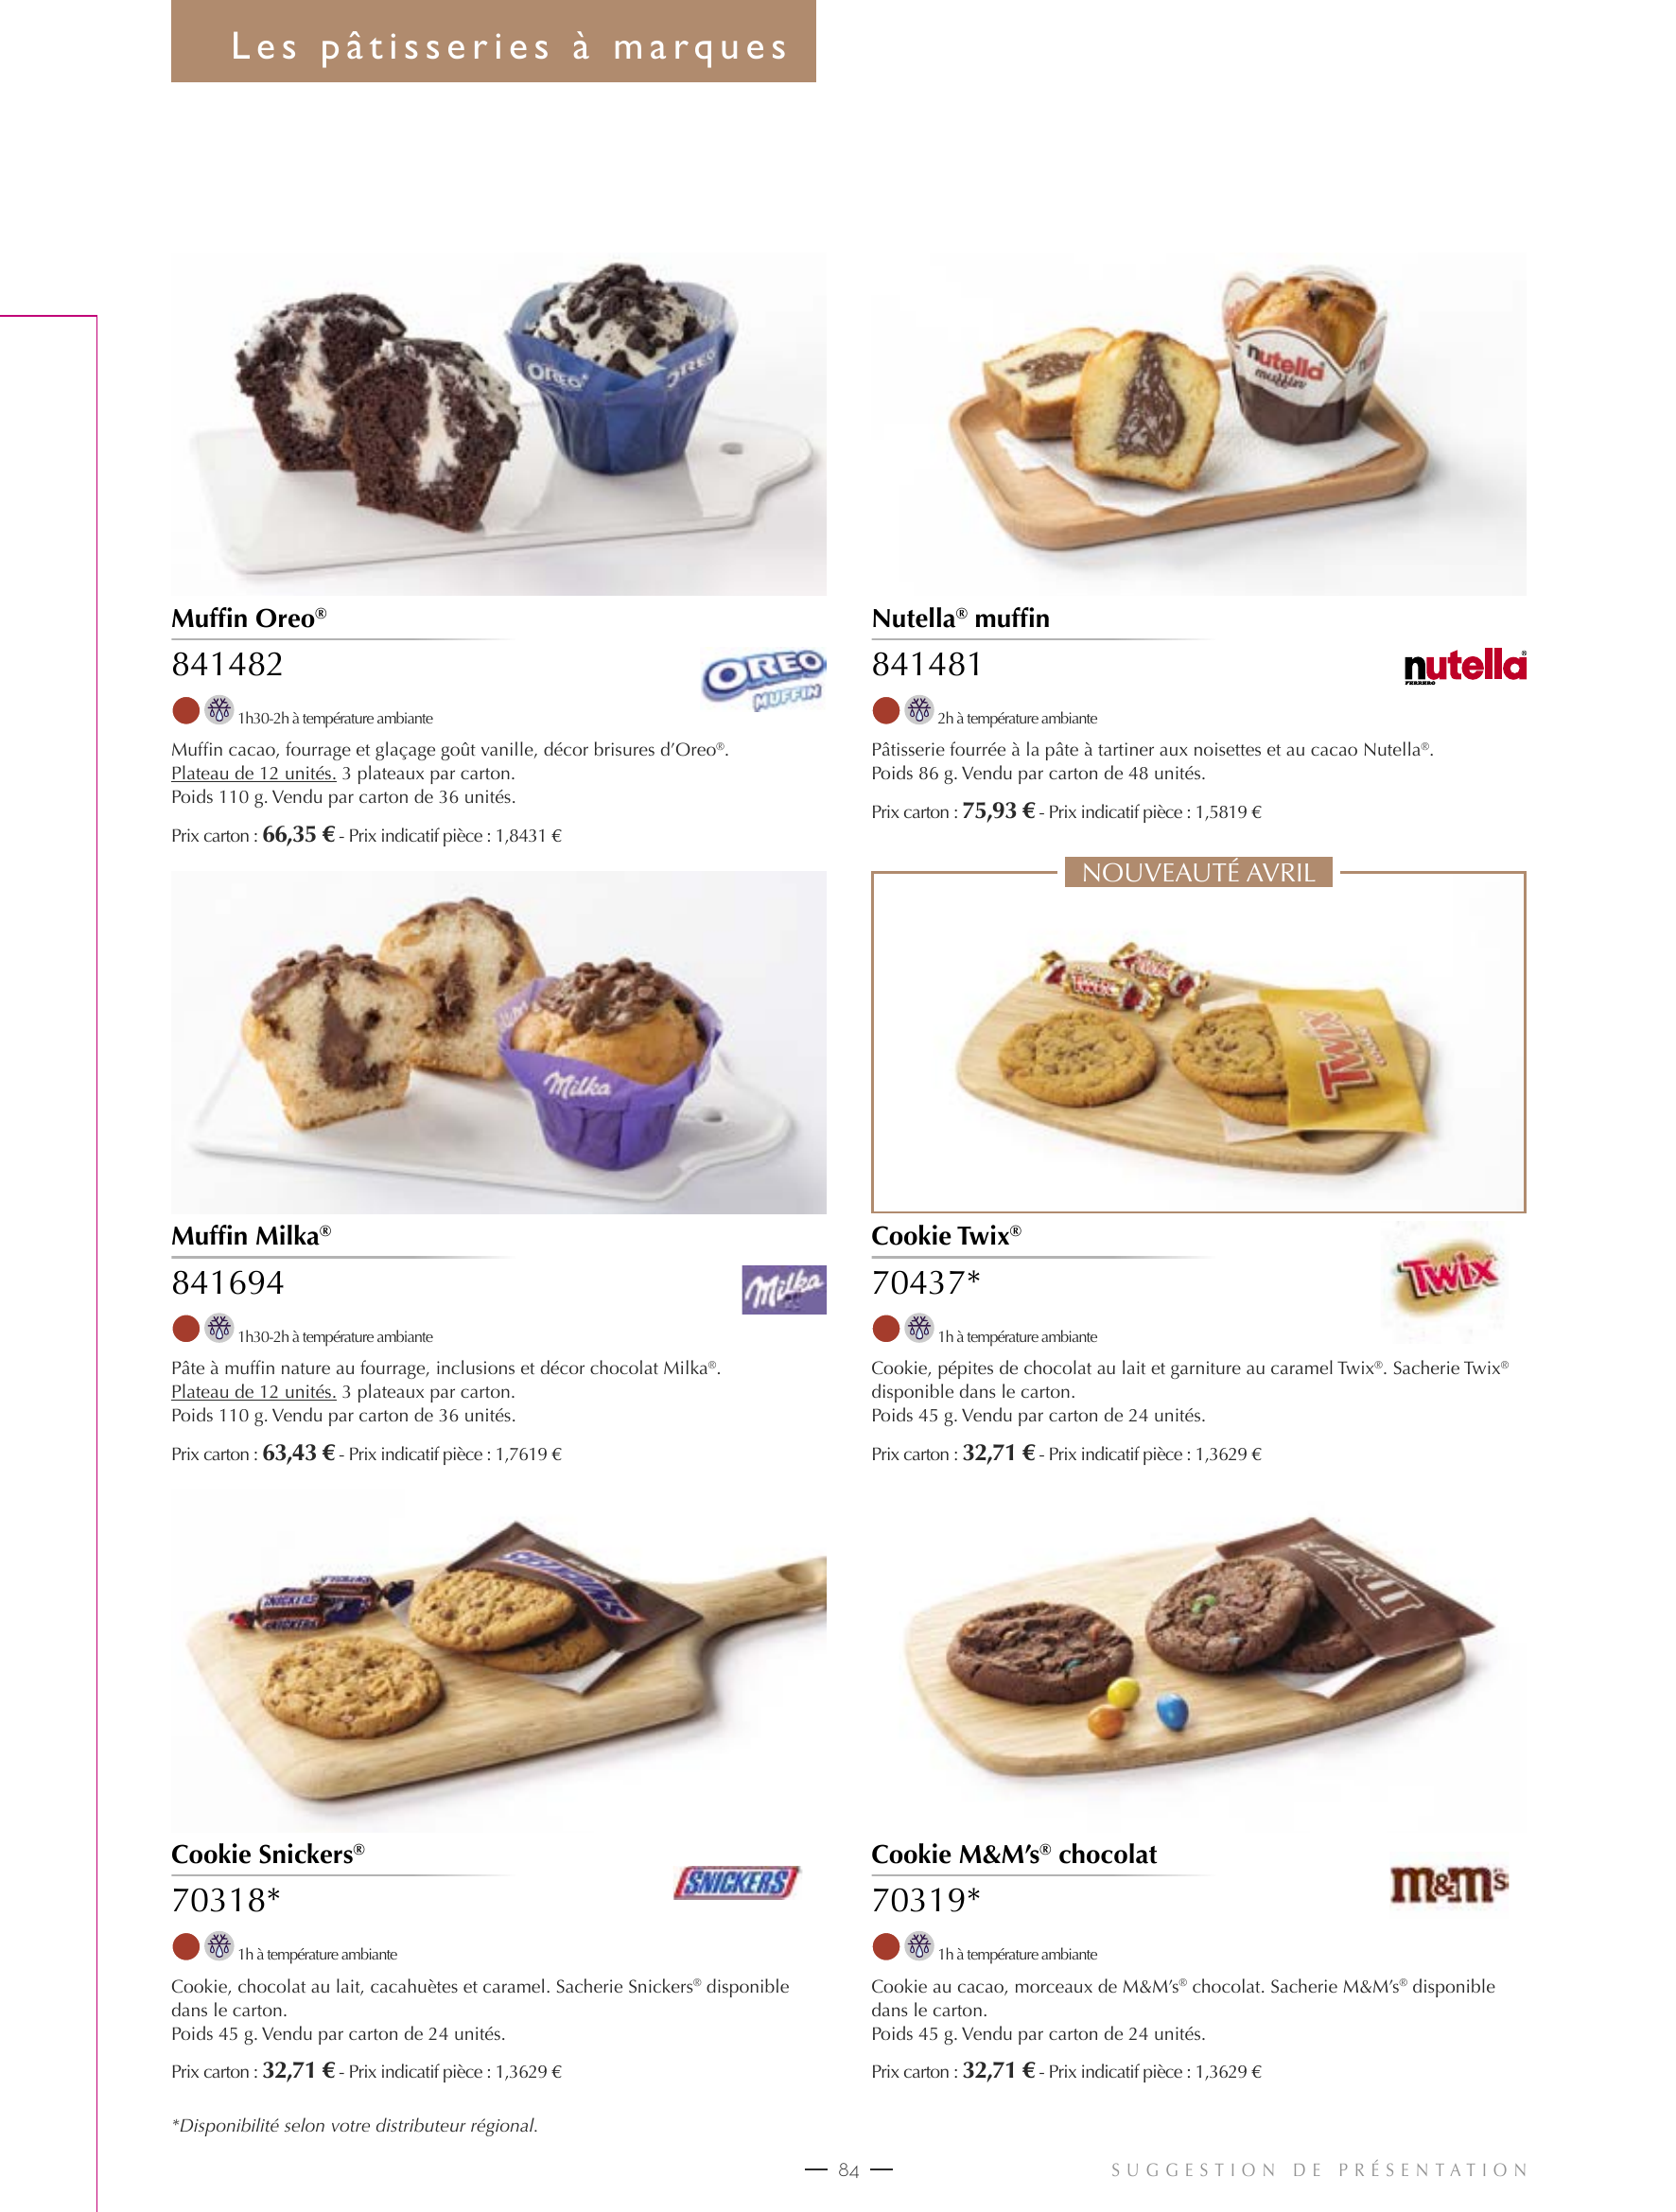 Les pâtisseries à marques
OREO
OREO
nutella
muffin
Muffin Oreo®
841482
OREO
MUFFIN
1h30-2h à température ambiante
Muffin cacao, fourrage et glaçage goût vanille, décor brisures d’Oreo®.
Plateau de 12 unités. 3 plateaux par carton.
Poids 110 g. Vendu par carton de 36 unités.
Prix carton : 66,35 € - Prix indicatif pièce : 1,8431 €
Nutella® muffin
841481
nutella®
FERRERO
2h à température ambiante
Pâtisserie fourrée à la pâte à tartiner aux noisettes et au cacao Nutella®.
Poids 86 g. Vendu par carton de 48 unités.
Prix carton : 75,93 € - Prix indicatif pièce : 1,5819 €
Milka
NOUVEAUTÉ AVRIL
Twix
TWIX
Muffin Milka®
841694
Milka
1h30-2h à température ambiante
Pâte à muffin nature au fourrage, inclusions et décor chocolat Milka®.
Plateau de 12 unités. 3 plateaux par carton.
Poids 110 g. Vendu par carton de 36 unités.
Prix carton : 63,43 € - Prix indicatif pièce : 1,7619 €
Cookie Twix®
70437*
Twix
1h à température ambiante
Cookie, pépites de chocolat au lait et garniture au caramel Twix®. Sacherie Twix®
disponible dans le carton.
Poids 45 g. Vendu par carton de 24 unités.
Prix carton : 32,71 € - Prix indicatif pièce : 1,3629 €
SNICKERS
SNICKERS
SNICKERS
m&m's
Cookie Snickers®
70318*
SNICKERS
1h à température ambiante
Cookie, chocolat au lait, cacahuètes et caramel. Sacherie Snickers® disponible
dans le carton.
Poids 45 g. Vendu par carton de 24 unités.
Prix carton : 32,71 € - Prix indicatif pièce : 1,3629 €
Cookie M&M’s® chocolat
70319*
m&m's
1h à température ambiante
Cookie au cacao, morceaux de M&M’s® chocolat. Sacherie M&M’s® disponible
dans le carton.
Poids 45 g. Vendu par carton de 24 unités.
Prix carton : 32,71 € - Prix indicatif pièce : 1,3629 €
*Disponibilité selon votre distributeur régional.
— 84 —
SUGGESTION DE PRÉSENTATION